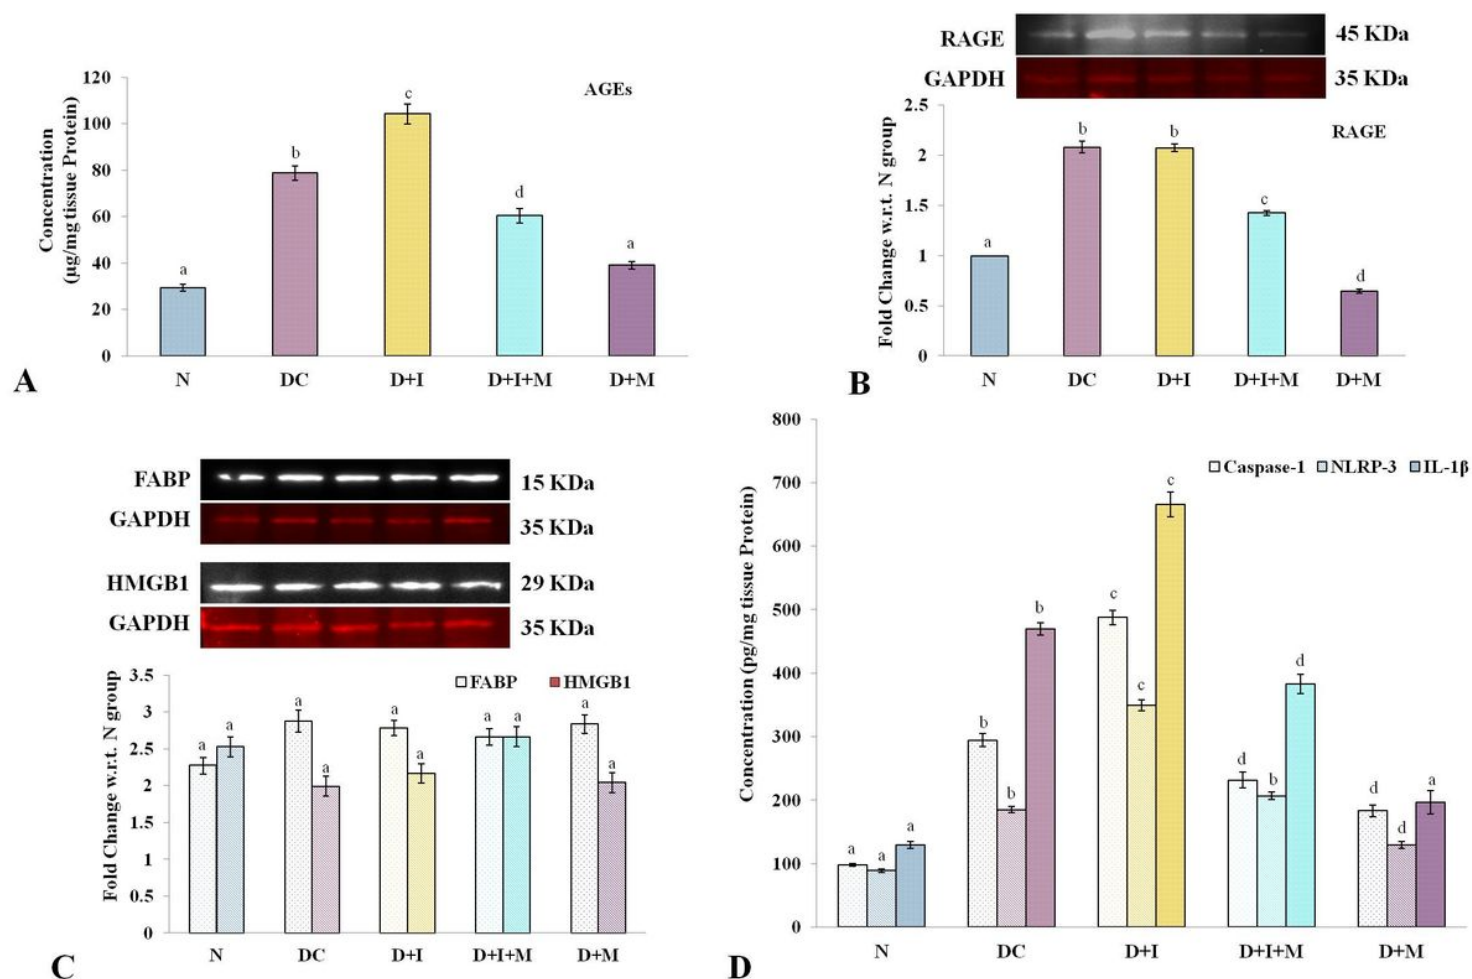 RAGE
45 KDa
GAPDH
35 KDa
120
100
80
60
40
20
0
Concentration
(µg/mg tissue Protein)
AGEs
a
b
c
d
a
N
DC
D+I
D+I+M
D+M
A
2.5
2
1.5
1
0.5
0
Fold Change w.r.t. N group
RAGE
a
b
b
c
d
N
DC
D+I
D+I+M
D+M
B
FABP
15 KDa
GAPDH
35 KDa
HMGB1
29 KDa
GAPDH
35 KDa
3.5
3
2.5
2
1.5
1
0.5
0
Fold Change w.r.t. N group
FABP HMGB1
a a
a a
a a
a a
a a
N
DC
D+I
D+I+M
D+M
C
800
700
600
500
400
300
200
100
0
Concentration (pg/mg tissue Protein)
Caspase-1 NLRP-3 IL-1β
a a a
b b b
c c c
d b d
d d a
N
DC
D+I
D+I+M
D+M
D